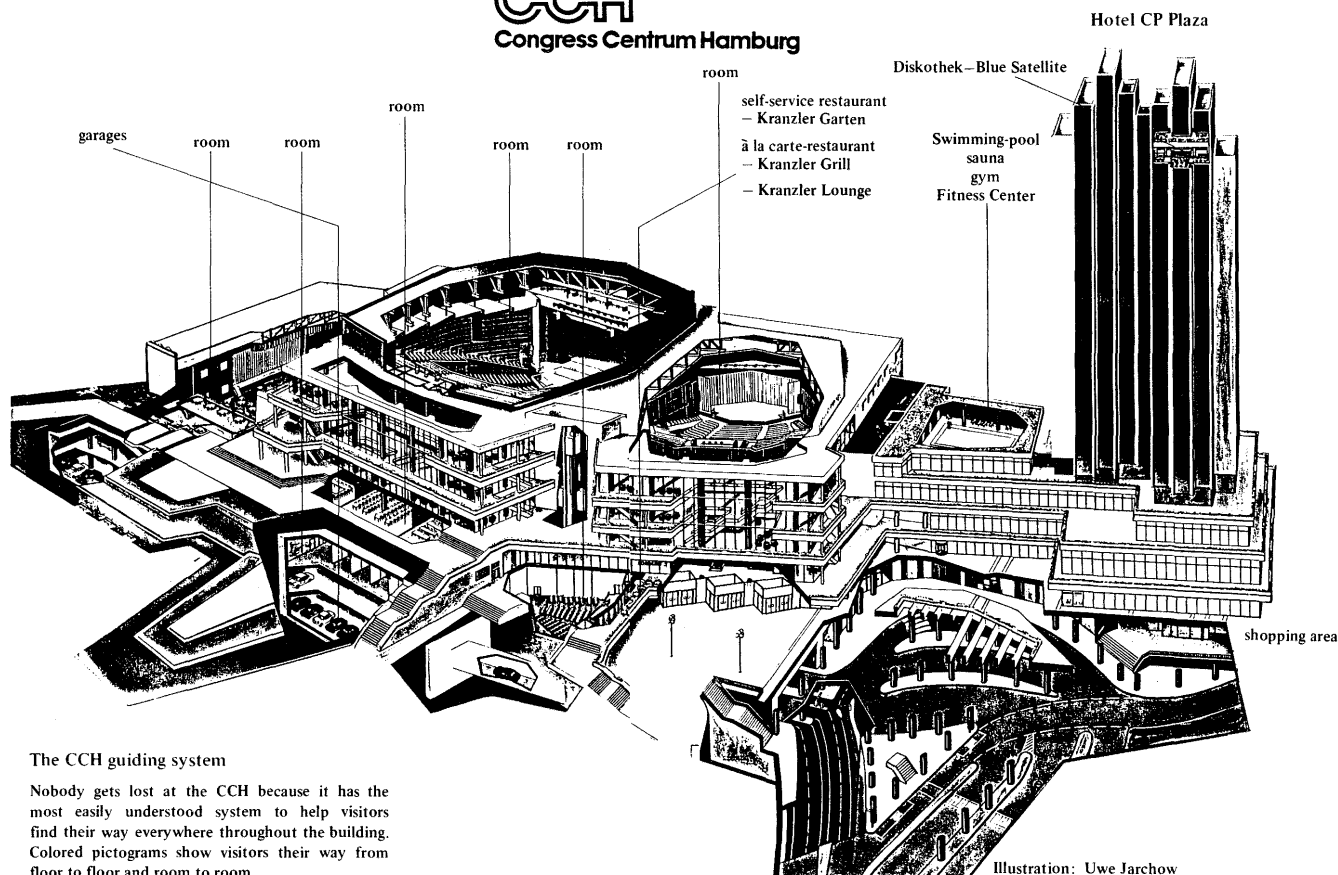 CCH
Congress Centrum Hamburg
Hotel CP Plaza
Diskothek–Blue Satellite
room
self-service restaurant
– Kranzler Garten
à la carte-restaurant
– Kranzler Grill
– Kranzler Lounge
Swimming-pool
sauna
gym
Fitness Center
room
garages
room
room
room
room
shopping area
The CCH guiding system
Nobody gets lost at the CCH because it has the
most easily understood system to help visitors
find their way everywhere throughout the building.
Colored pictograms show visitors their way from
floor to floor and room to room
Illustration: Uwe Jarchow